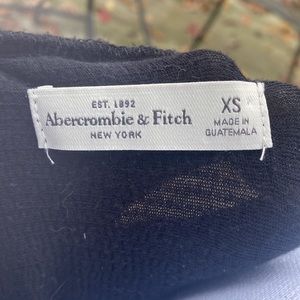 EST. 1892
Abercrombie & Fitch
NEW YORK
XS
MADE IN
GUATEMALA